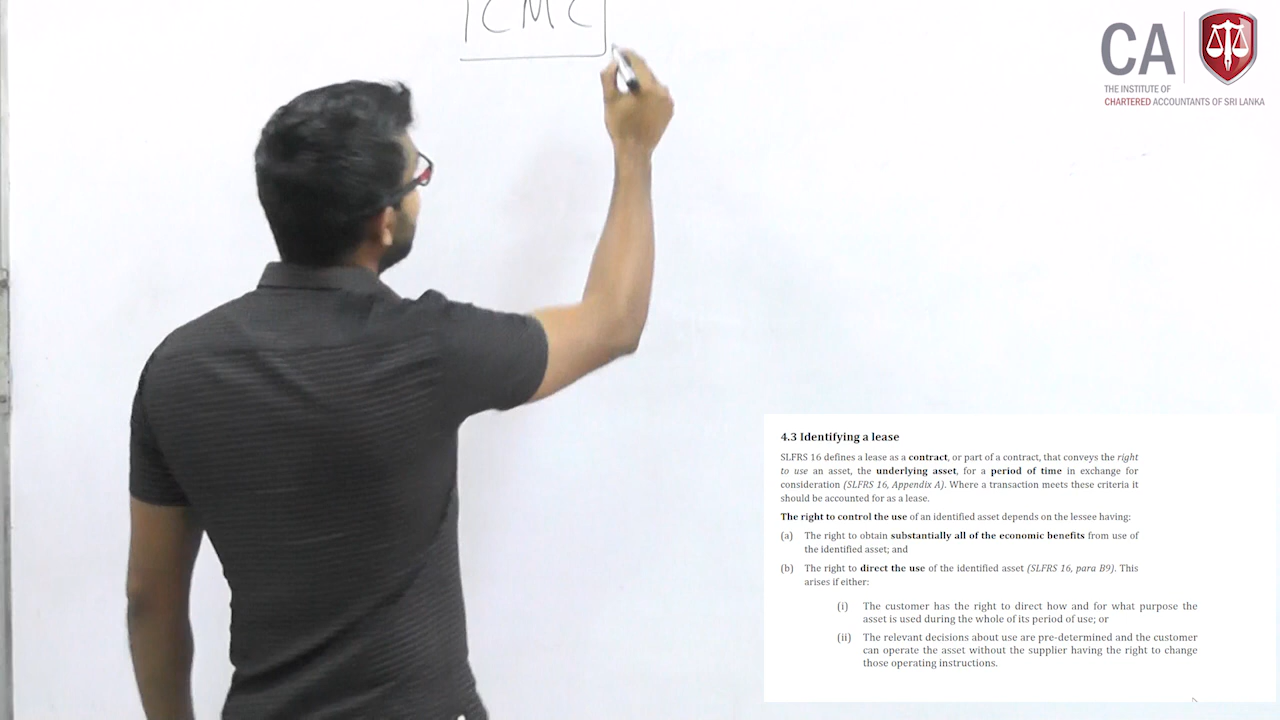 ICMC
CA
THE INSTITUTE OF
CHARTERED ACCOUNTANTS OF SRI LANKA
4.3 Identifying a lease
SLFRS 16 defines a lease as a contract, or part of a contract, that conveys the right
to use an asset, the underlying asset, for a period of time in exchange for
consideration (SLFRS 16, Appendix A). Where a transaction meets these criteria it
should be accounted for as a lease.
The right to control the use of an identified asset depends on the lessee having:
(a) The right to obtain substantially all of the economic benefits from use of
the identified asset; and
(b) The right to direct the use of the identified asset (SLFRS 16, para B9). This
arises if either:
(i) The customer has the right to direct how and for what purpose the
asset is used during the whole of its period of use; or
(ii) The relevant decisions about use are pre-determined and the customer
can operate the asset without the supplier having the right to change
those operating instructions.